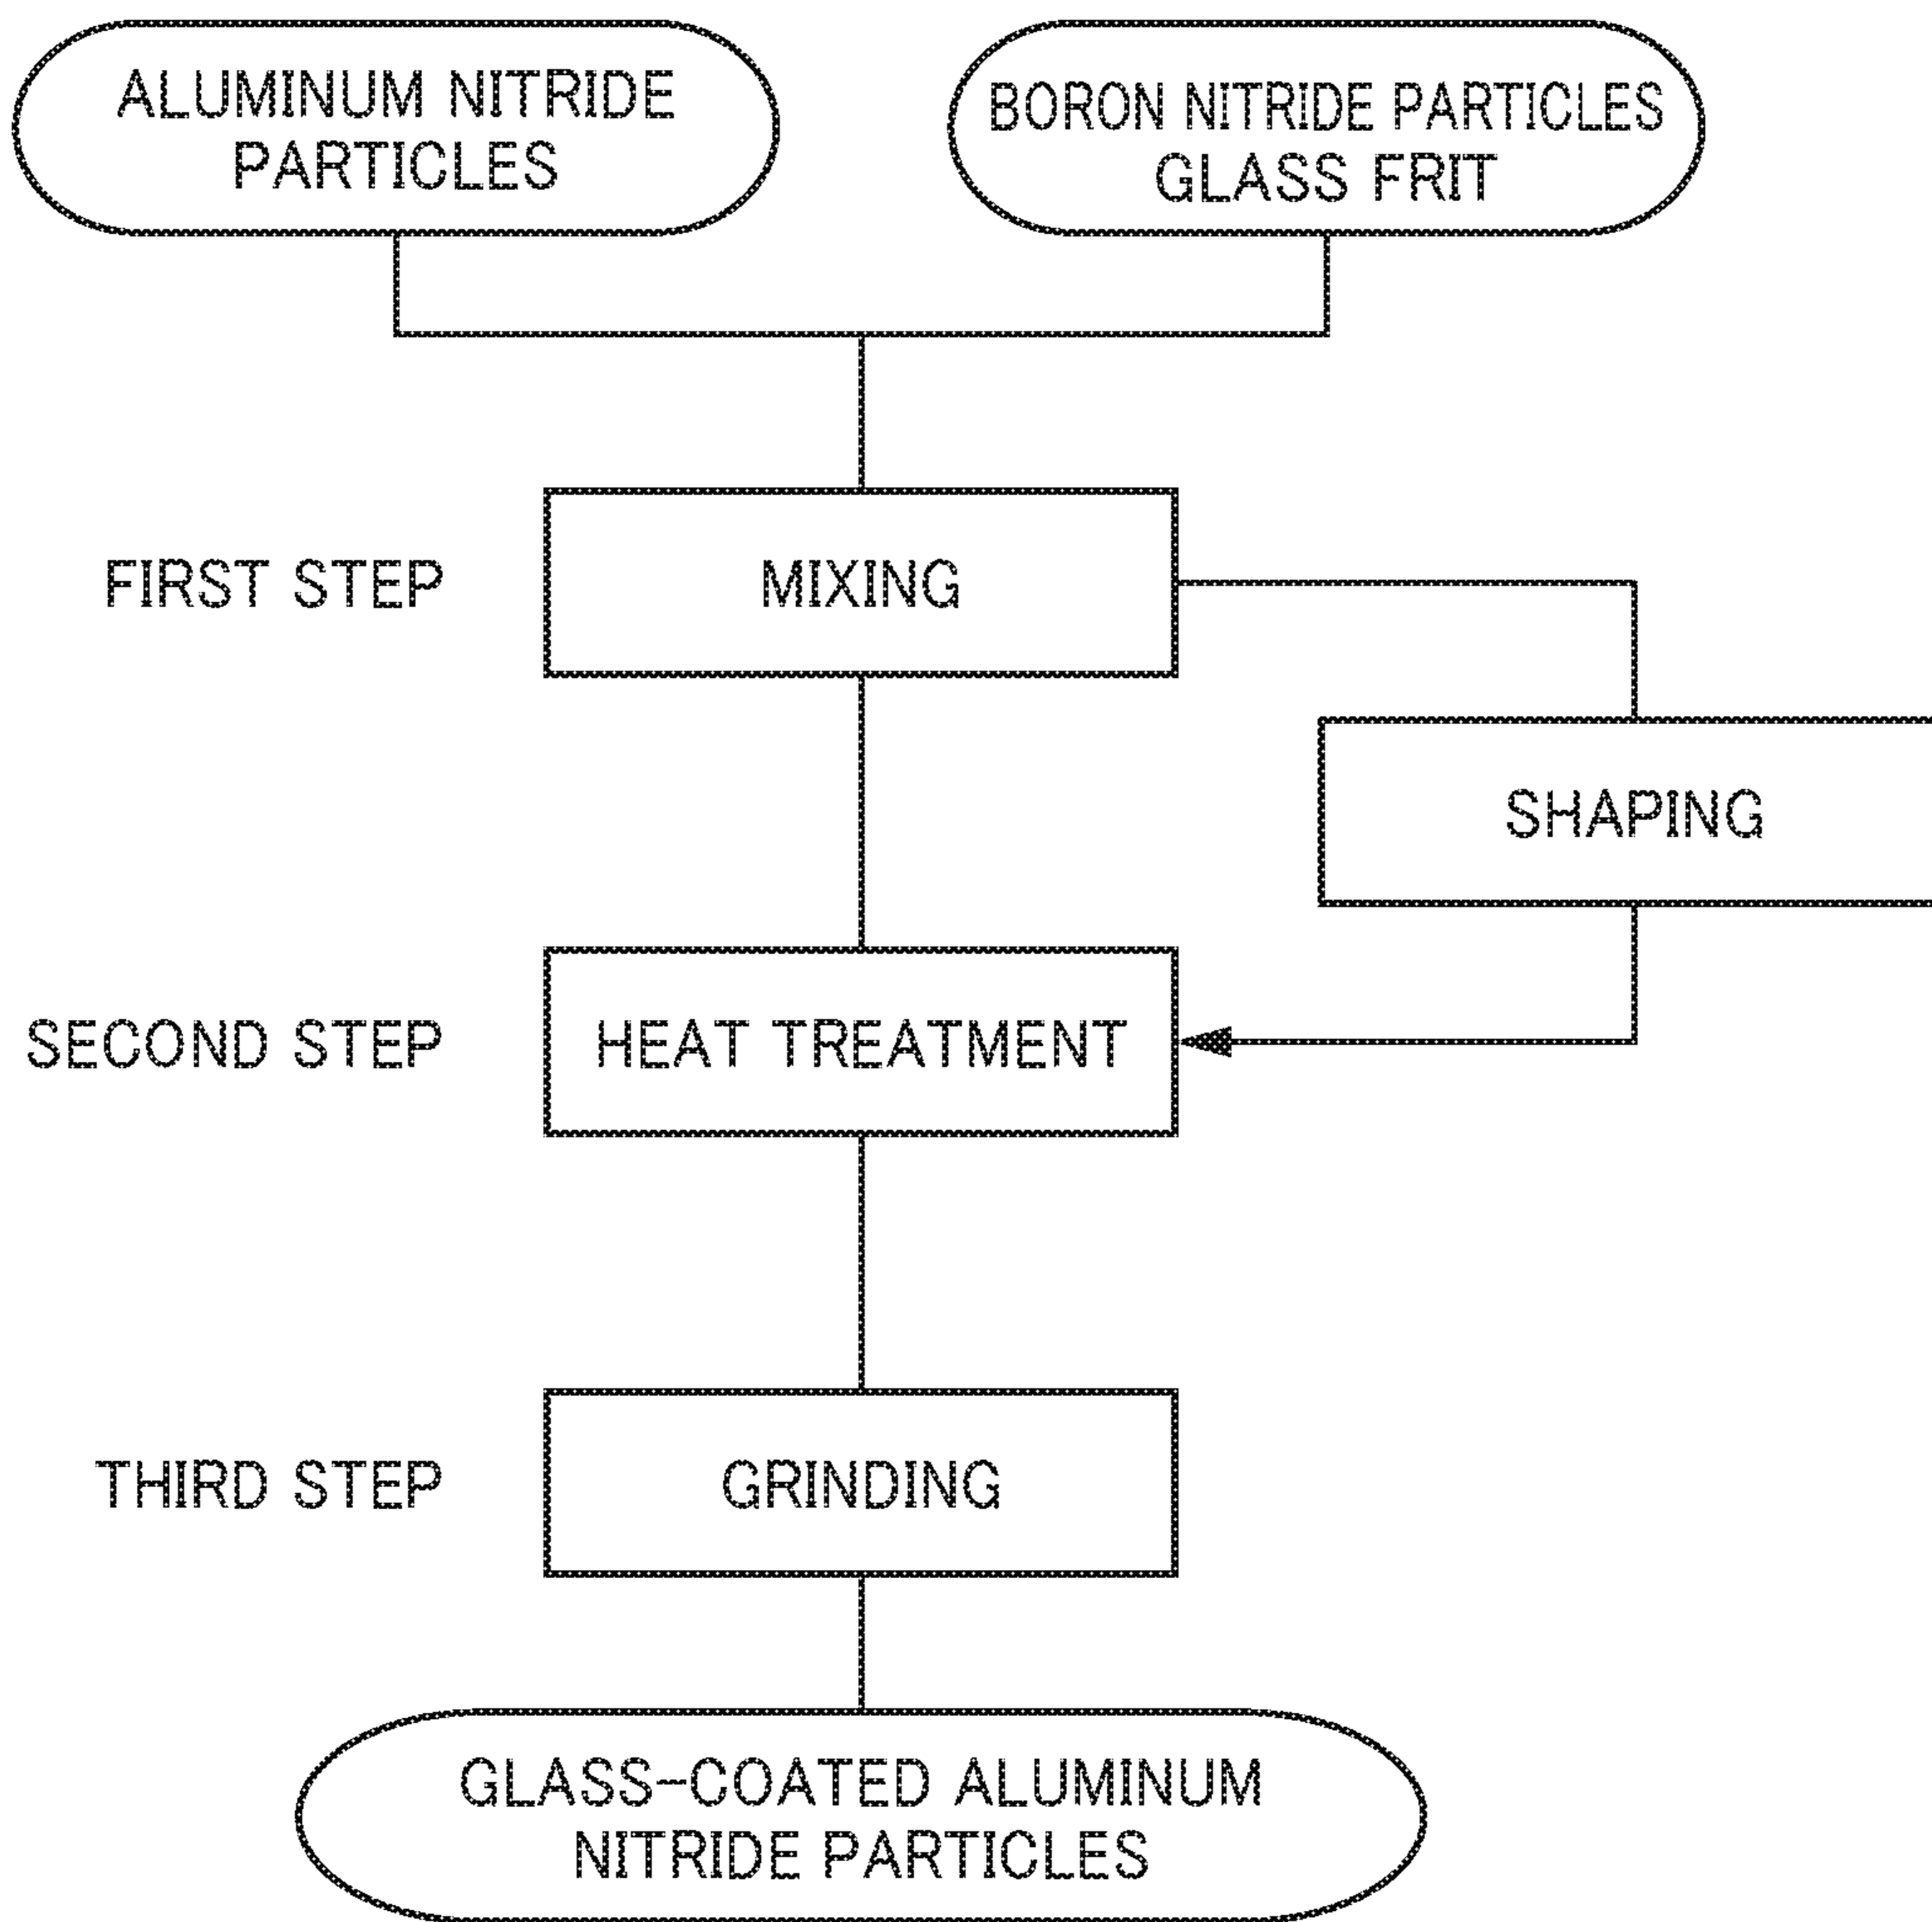 ALUMINUM NITRIDE
PARTICLES
BORON NITRIDE PARTICLES
GLASS FRIT
FIRST STEP
MIXING
SHAPING
SECOND STEP
HEAT TREATMENT
THIRD STEP
GRINDING
GLASS-COATED ALUMINUM
NITRIDE PARTICLES